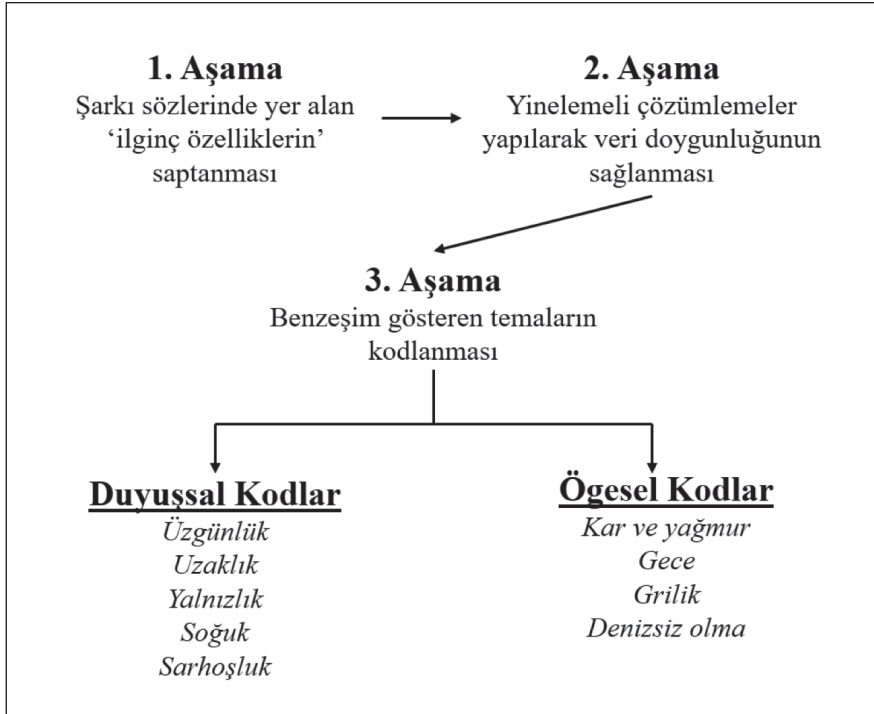 1. Aşama
Şarkı sözlerinde yer alan
‘ilginç özelliklerin’
saptanması
2. Aşama
Yinelemeli çözümlemeler
yapılarak veri doygunluğunun
sağlanması
3. Aşama
Benzeşim gösteren temaların
kodlanması
Duyuşsal Kodlar
Üzgünlük
Uzaklık
Yalnızlık
Soğuk
Sarhoşluk
Ögesel Kodlar
Kar ve yağmur
Gece
Grilik
Denizsiz olma